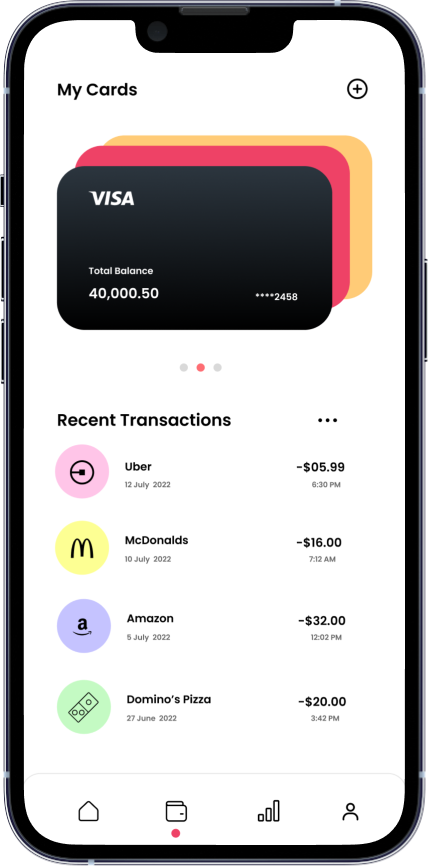 My Cards
VISA
Total Balance
40,000.50
****2458
Recent Transactions
Uber
-$05.99
12 July 2022
6:30 PM
McDonalds
-$16.00
10 July 2022
7:12 AM
a
Amazon
-$32.00
5 July 2022
12:02 PM
Domino's Pizza
-$20.00
27 June 2022
3:42 PM